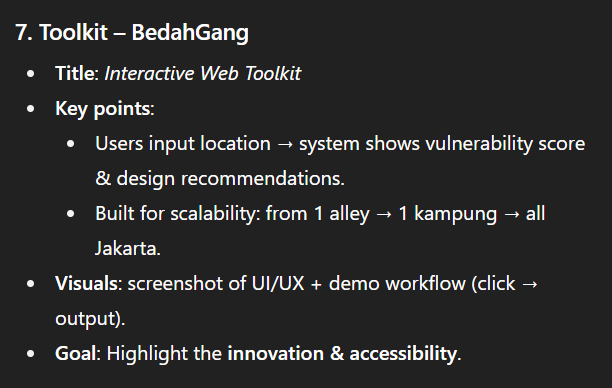 7. Toolkit – BedahGang
• Title: Interactive Web Toolkit
• Key points:
• Users input location → system shows vulnerability score
& design recommendations.
• Built for scalability: from 1 alley → 1 kampung → all
Jakarta.
• Visuals: screenshot of UI/UX + demo workflow (click →
output).
• Goal: Highlight the innovation & accessibility.